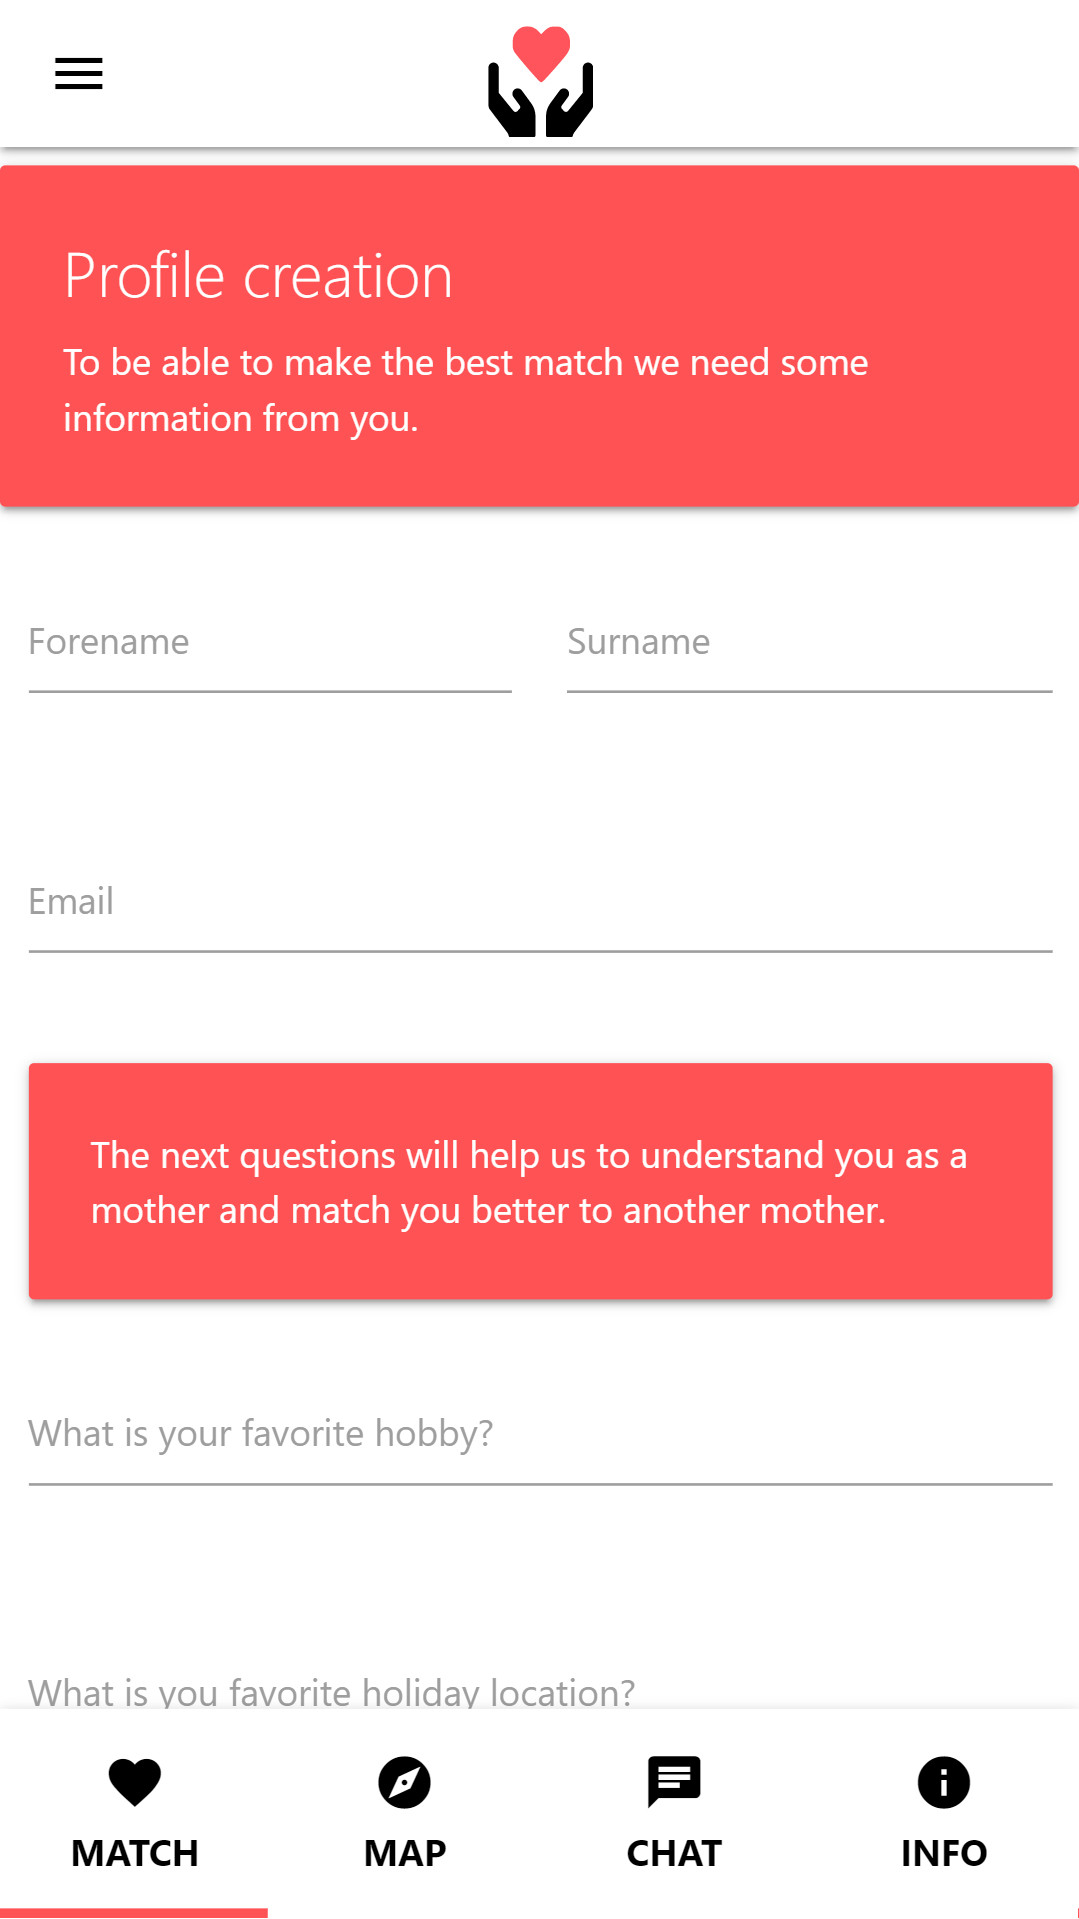 Profile creation
To be able to make the best match we need some
information from you.
Forename
Surname
Email
The next questions will help us to understand you as a
mother and match you better to another mother.
What is your favorite hobby?
What is you favorite holiday location?
MATCH
MAP
CHAT
INFO